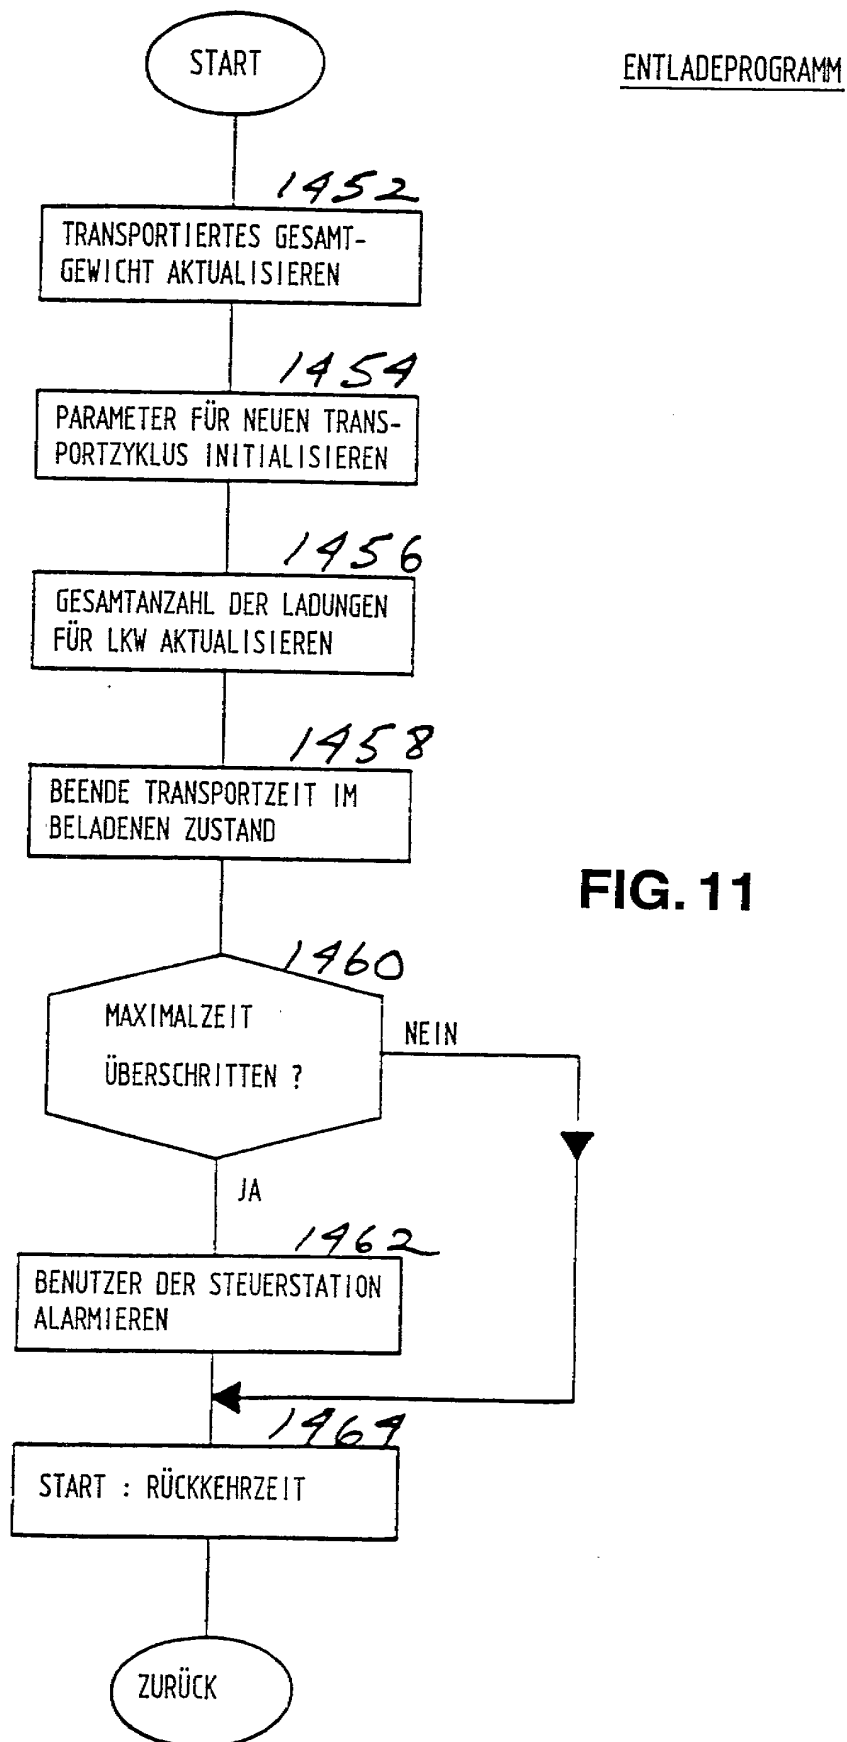 START
ENTLADEPROGRAMM
1452
TRANSPORTIERTES GESAMT-
GEWICHT AKTUALISIEREN
1454
PARAMETER FÜR NEUEN TRANS-
PORTZYKLUS INITIALISIEREN
1456
GESAMTANZAHL DER LADUNGEN
FÜR LKW AKTUALISIEREN
1458
BEENDE TRANSPORTZEIT IM
BELADENEN ZUSTAND
FIG. 11
1460
MAXIMALZEIT
ÜBERSCHRITTEN ?
NEIN
JA
1462
BENUTZER DER STEUERSTATION
ALARMIEREN
1464
START : RÜCKKEHRZEIT
ZURÜCK